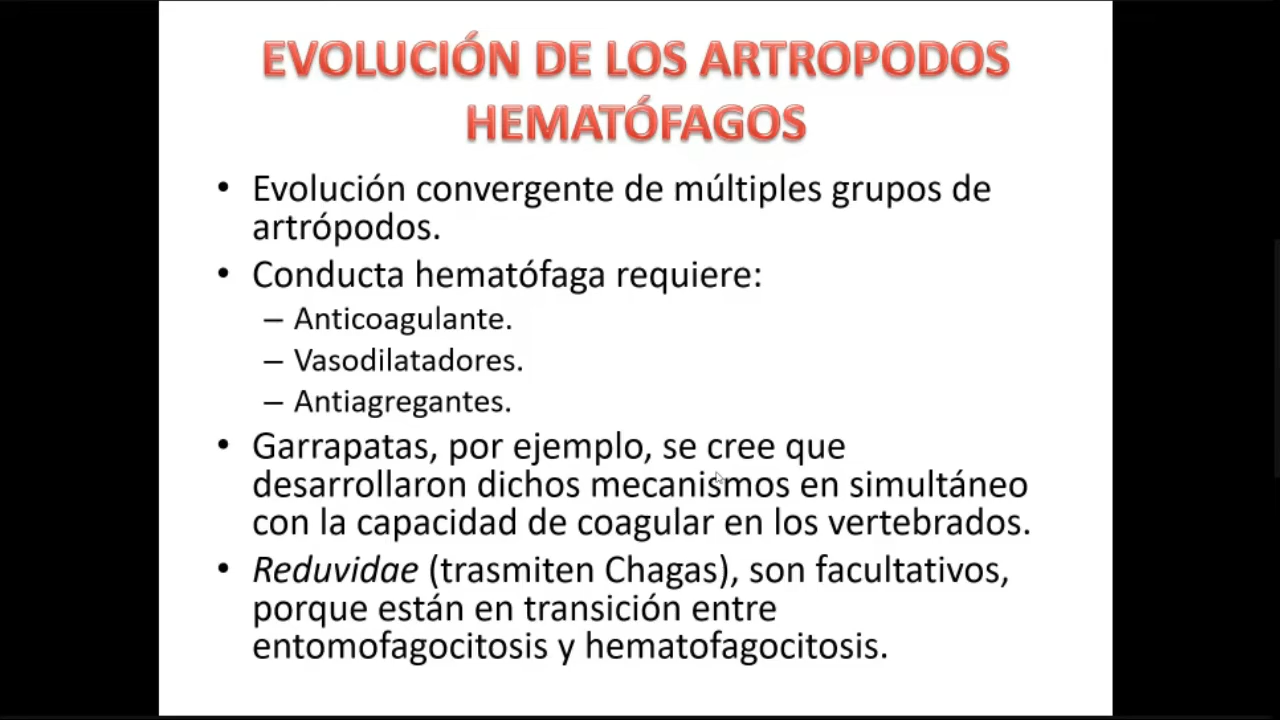 EVOLUCIÓN DE LOS ARTROPODOS
HEMATÓFAGOS
• Evolución convergente de múltiples grupos de
artrópodos.
• Conducta hematófaga requiere:
– Anticoagulante.
– Vasodilatadores.
– Antiagregantes.
• Garrapatas, por ejemplo, se cree que
desarrollaron dichos mecanismos en simultáneo
con la capacidad de coagular en los vertebrados.
• Reduvidae (trasmiten Chagas), son facultativos,
porque están en transición entre
entomofagocitosis y hematofagocitosis.